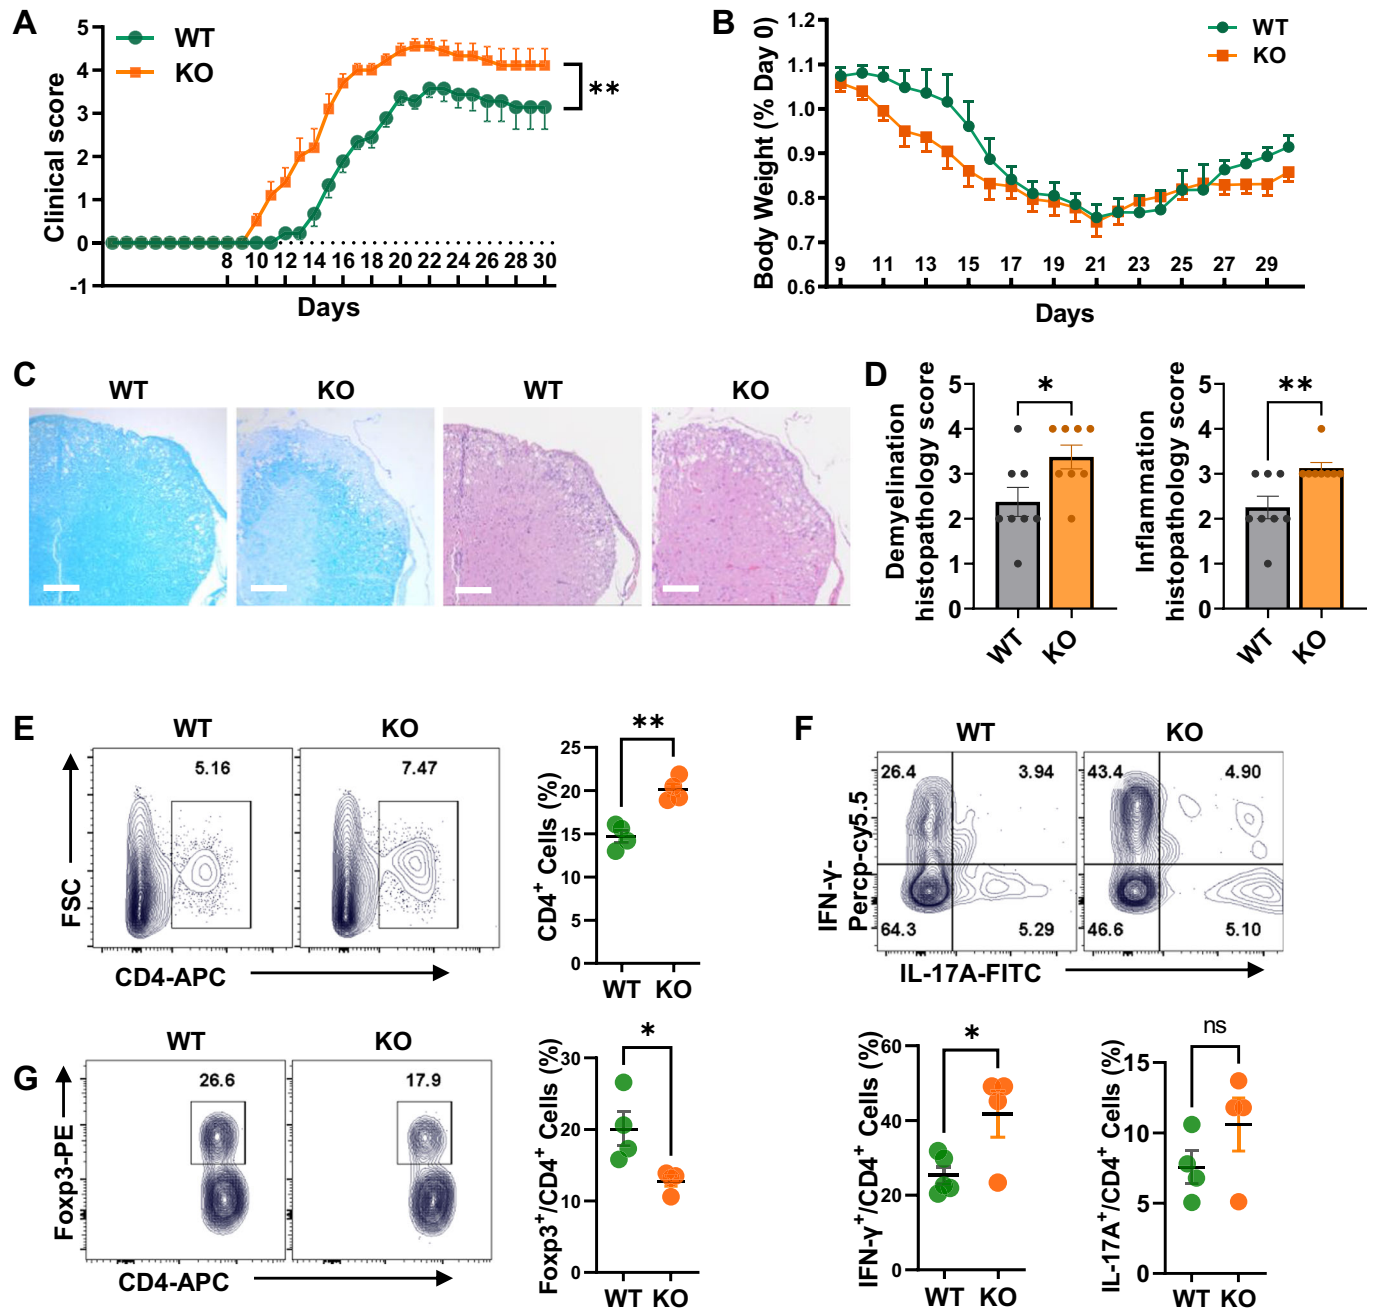 A
Clinical score
5
4
3
2
1
0
-1
WT
KO
**
8 10 12 14 16 18 20 22 24 26 28 30
Days
B
Body Weight (% Day 0)
1.2
1.1
1.0
0.9
0.8
0.7
0.6
WT
KO
9 11 13 15 17 19 21 23 25 27 29
Days
C
WT KO WT KO
D
Demyelination
histopathology score
5
4
3
2
1
0
*
WT KO
Inflammation
histopathology score
5
4
3
2
1
0
**
WT KO
E
WT KO
5.16 7.47
FSC
CD4-APC
CD4+ Cells (%)
25
20
15
10
5
0
**
WT KO
F
WT KO
26.4 3.94 43.4 4.90
64.3 5.29 46.6 5.10
IFN-γ-
Percp-cy5.5
IL-17A-FITC
IFN-γ+/CD4+ Cells (%)
60
40
20
0
*
WT KO
IL-17A+/CD4+ Cells (%)
15
10
5
0
ns
WT KO
G
WT KO
26.6 17.9
Foxp3-PE
CD4-APC
Foxp3+/CD4+ Cells (%)
30
20
10
0
*
WT KO